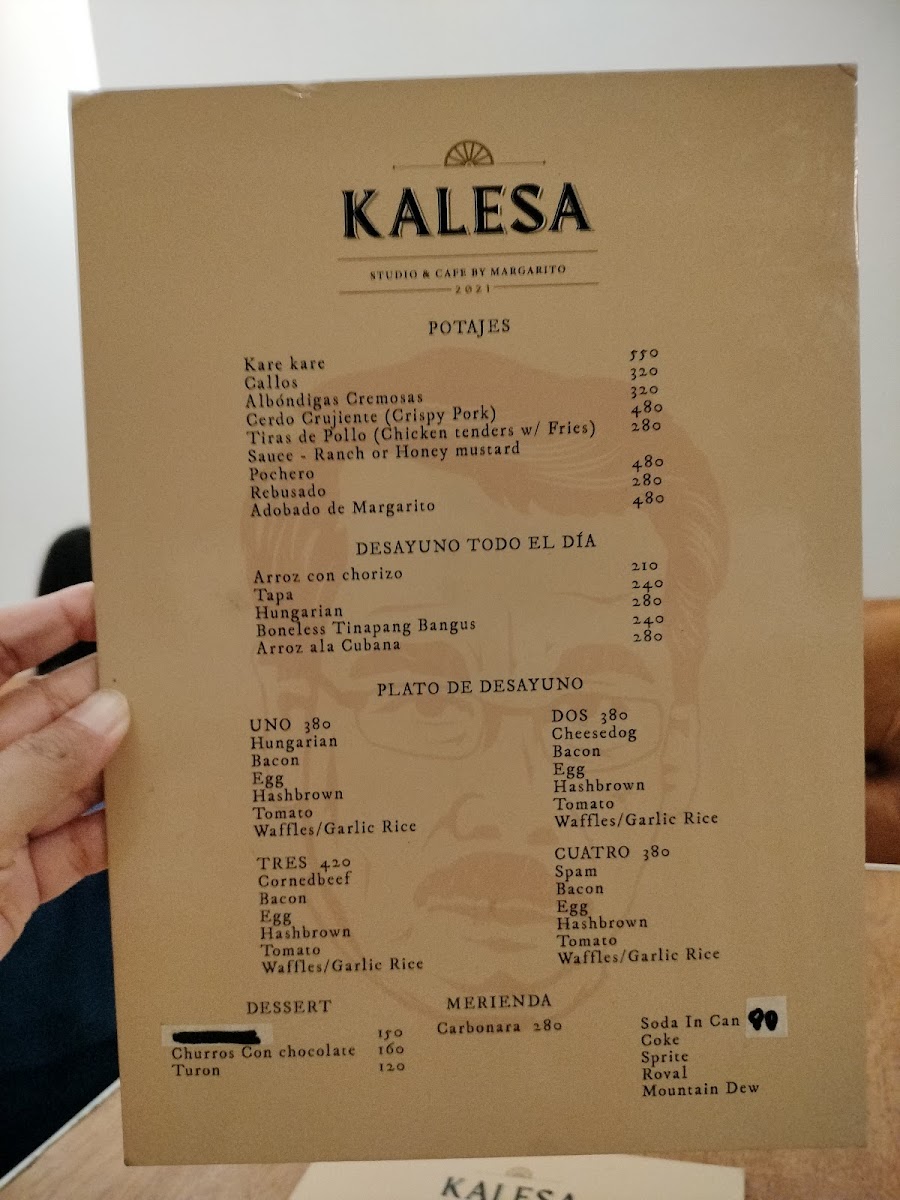 KALESA
STUDIO & CAFE BY MARGARITO
2021
POTAJES
Kare kare 550
Callos 320
Albóndigas Cremosas 320
Cerdo Crujiente (Crispy Pork) 480
Tiras de Pollo (Chicken tenders w/ Fries) 280
Sauce - Ranch or Honey mustard
Pochero 480
Rebusado 280
Adobado de Margarito 480
DESAYUNO TODO EL DÍA
Arroz con chorizo 210
Tapa 240
Hungarian 280
Boneless Tinapang Bangus 240
Arroz ala Cubana 280
PLATO DE DESAYUNO
UNO 380
Hungarian
Bacon
Egg
Hashbrown
Tomato
Waffles/Garlic Rice
DOS 380
Cheesedog
Bacon
Egg
Hashbrown
Tomato
Waffles/Garlic Rice
TRES 420
Cornedbeef
Bacon
Egg
Hashbrown
Tomato
Waffles/Garlic Rice
CUATRO 380
Spam
Bacon
Egg
Hashbrown
Tomato
Waffles/Garlic Rice
DESSERT
150
Churros Con chocolate 160
Turon 120
MERIENDA
Carbonara 280
Soda In Can 90
Coke
Sprite
Roval
Mountain Dew
KALESA